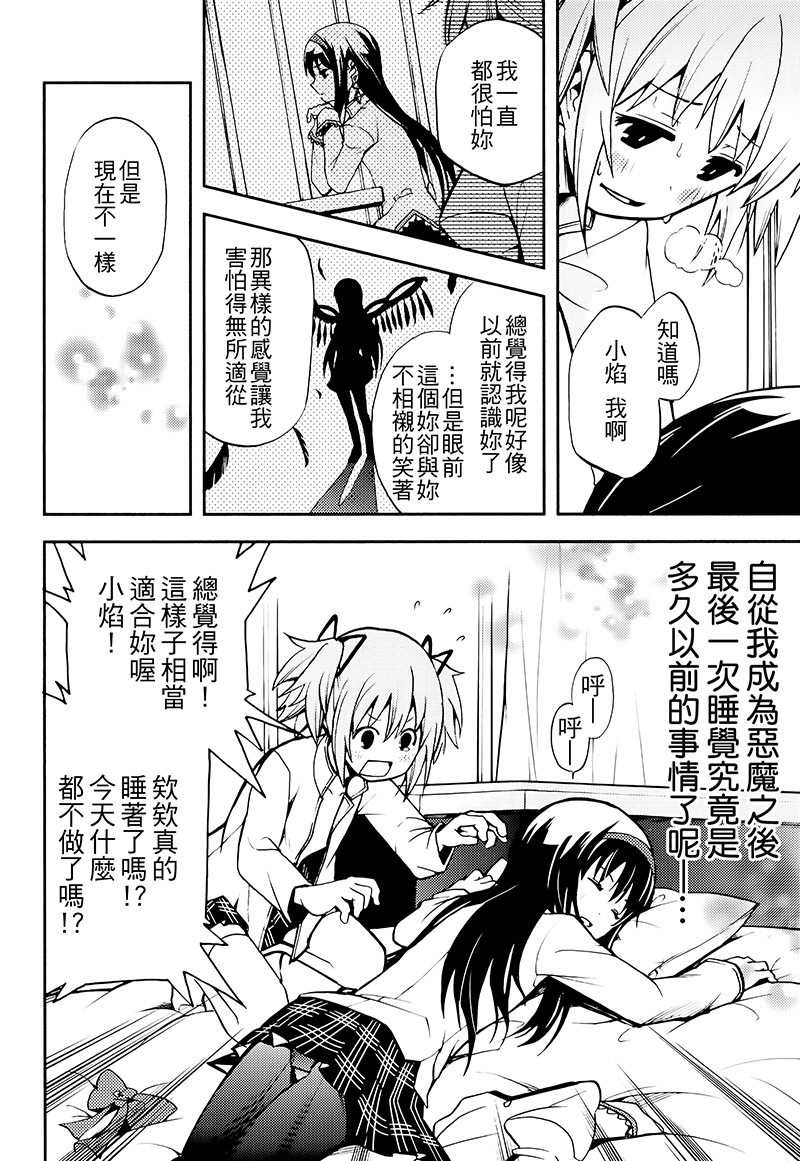 知道嗎
小焰 我啊
我一直
都很怕妳
總覺得我呢好像
以前就認識妳了
…但是眼前
這個妳卻與妳
不相襯的笑著
那異樣的感覺讓我
害怕得無所適從
但是
現在不一樣
自從我成為惡魔之後
最後一次睡覺究竟是
多久以前的事情了呢─…
呼─
呼─
總覺得啊！
這樣子相當
適合妳喔
小焰！
欸欸真的
睡著了嗎!?
今天什麼
都不做了嗎!?